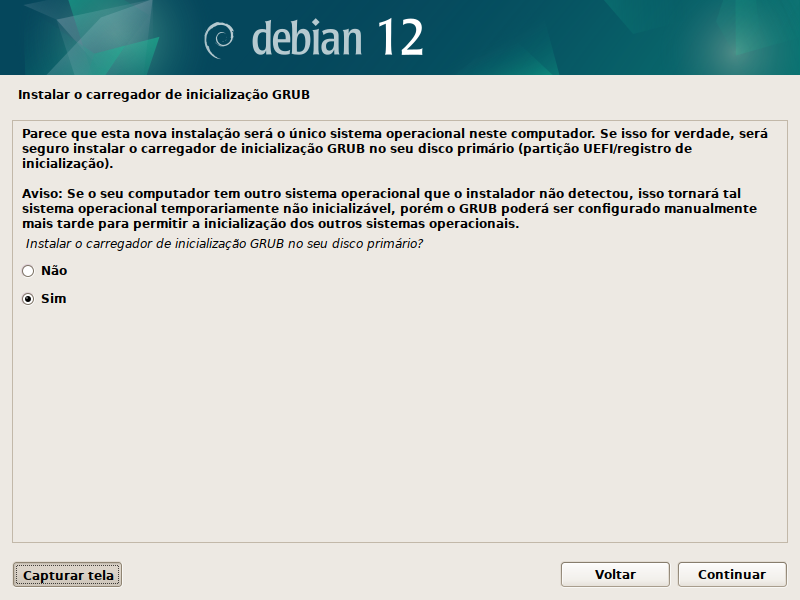 debian 12
Instalar o carregador de inicialização GRUB
Parece que esta nova instalação será o único sistema operacional neste computador. Se isso for verdade, será
seguro instalar o carregador de inicialização GRUB no seu disco primário (partição UEFI/registro de
inicialização).
Aviso: Se o seu computador tem outro sistema operacional que o instalador não detectou, isso tornará tal
sistema operacional temporariamente não inicializável, porém o GRUB poderá ser configurado manualmente
mais tarde para permitir a inicialização dos outros sistemas operacionais.
Instalar o carregador de inicialização GRUB no seu disco primário?
Não
Sim
Capturar tela
Voltar
Continuar